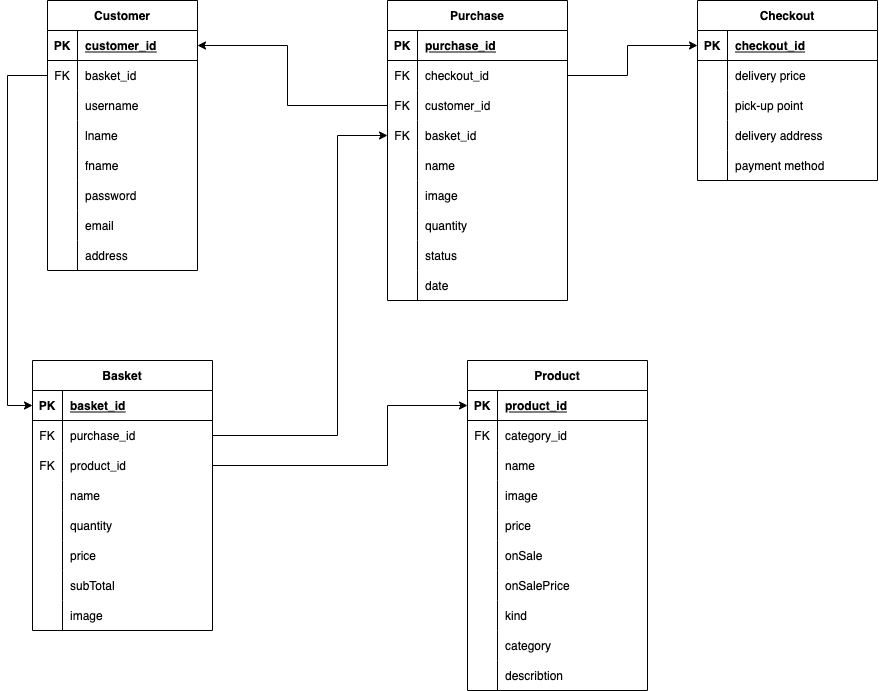 Customer
PK customer_id
FK basket_id
username
lname
fname
password
email
address
Purchase
PK purchase_id
FK checkout_id
FK customer_id
FK basket_id
name
image
quantity
status
date
Checkout
PK checkout_id
delivery price
pick-up point
delivery address
payment method
Basket
PK basket_id
FK purchase_id
FK product_id
name
quantity
price
subTotal
image
Product
PK product_id
FK category_id
name
image
price
onSale
onSalePrice
kind
category
describtion